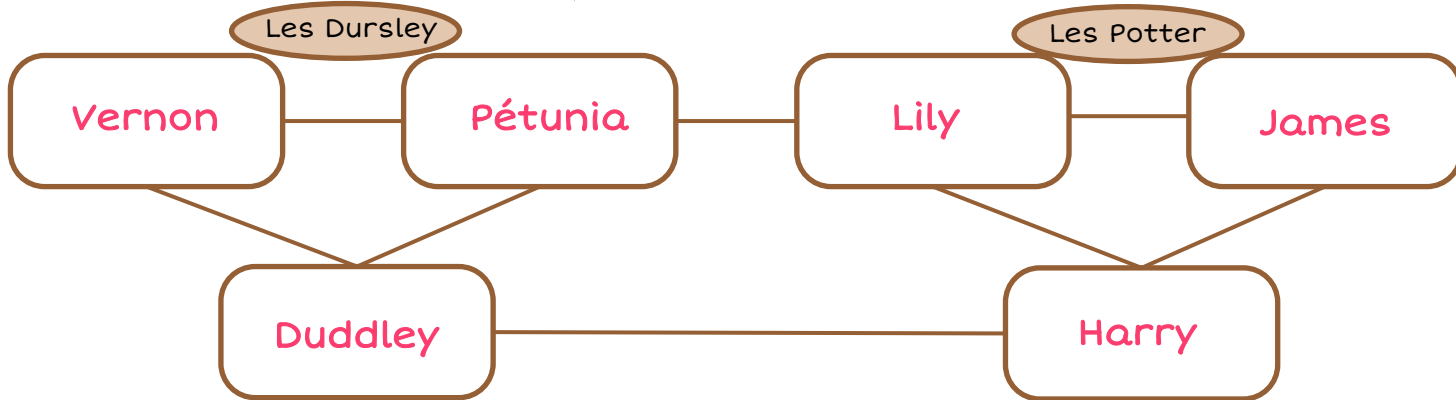 Les Dursley
Les Potter
Vernon
Pétunia
Lily
James
Duddley
Harry